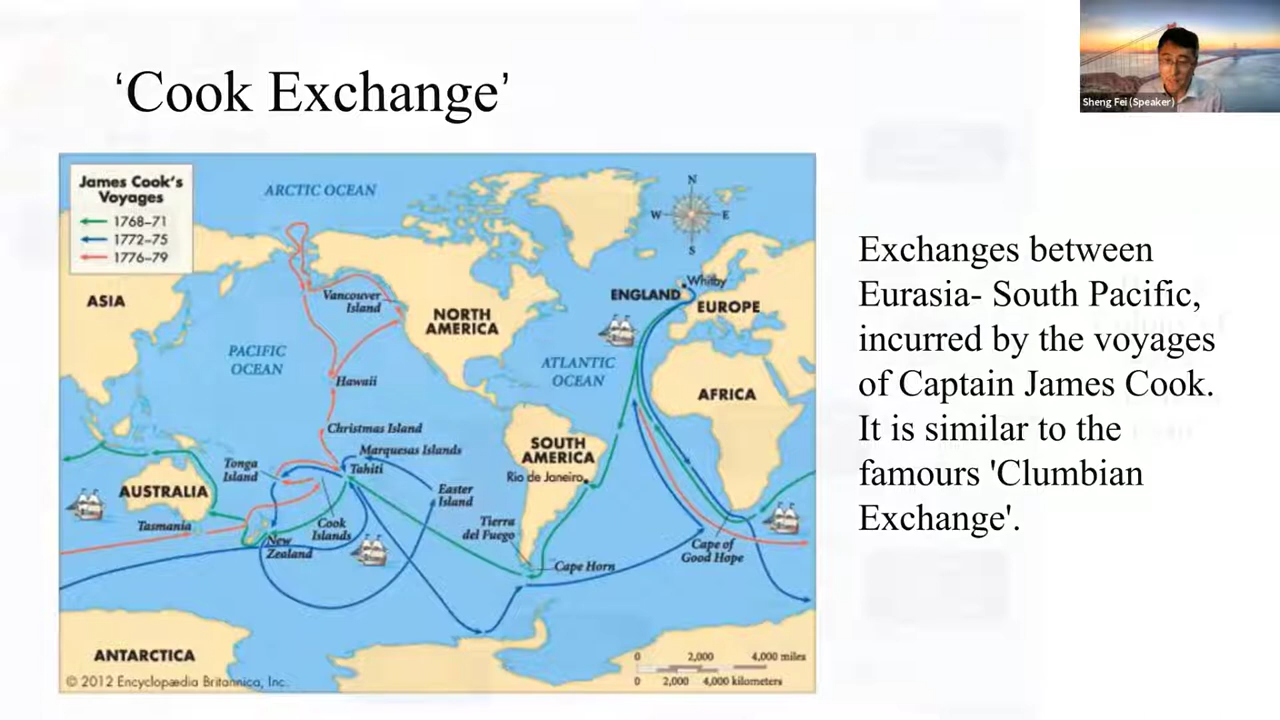 ‘Cook Exchange’
Sheng Fei (Speaker)
James Cook's
Voyages
1768–71
1772–75
1776–79
ARCTIC OCEAN
N
W
E
S
ASIA
Vancouver
Island
NORTH
AMERICA
ENGLAND
Whitby
EUROPE
PACIFIC
OCEAN
ATLANTIC
OCEAN
Hawaii
AFRICA
Christmas Island
Marquesas Islands
Tahiti
Tonga
Island
SOUTH
AMERICA
Rio de Janeiro
AUSTRALIA
Easter
Island
Tasmania
Cook
Islands
Tierra
del Fuego
New
Zealand
Cape of
Good Hope
Cape Horn
ANTARCTICA
0 2,000 4,000 miles
0 2,000 4,000 kilometers
© 2012 Encyclopædia Britannica, Inc.
Exchanges between
Eurasia- South Pacific,
incurred by the voyages
of Captain James Cook.
It is similar to the
famours 'Clumbian
Exchange'.